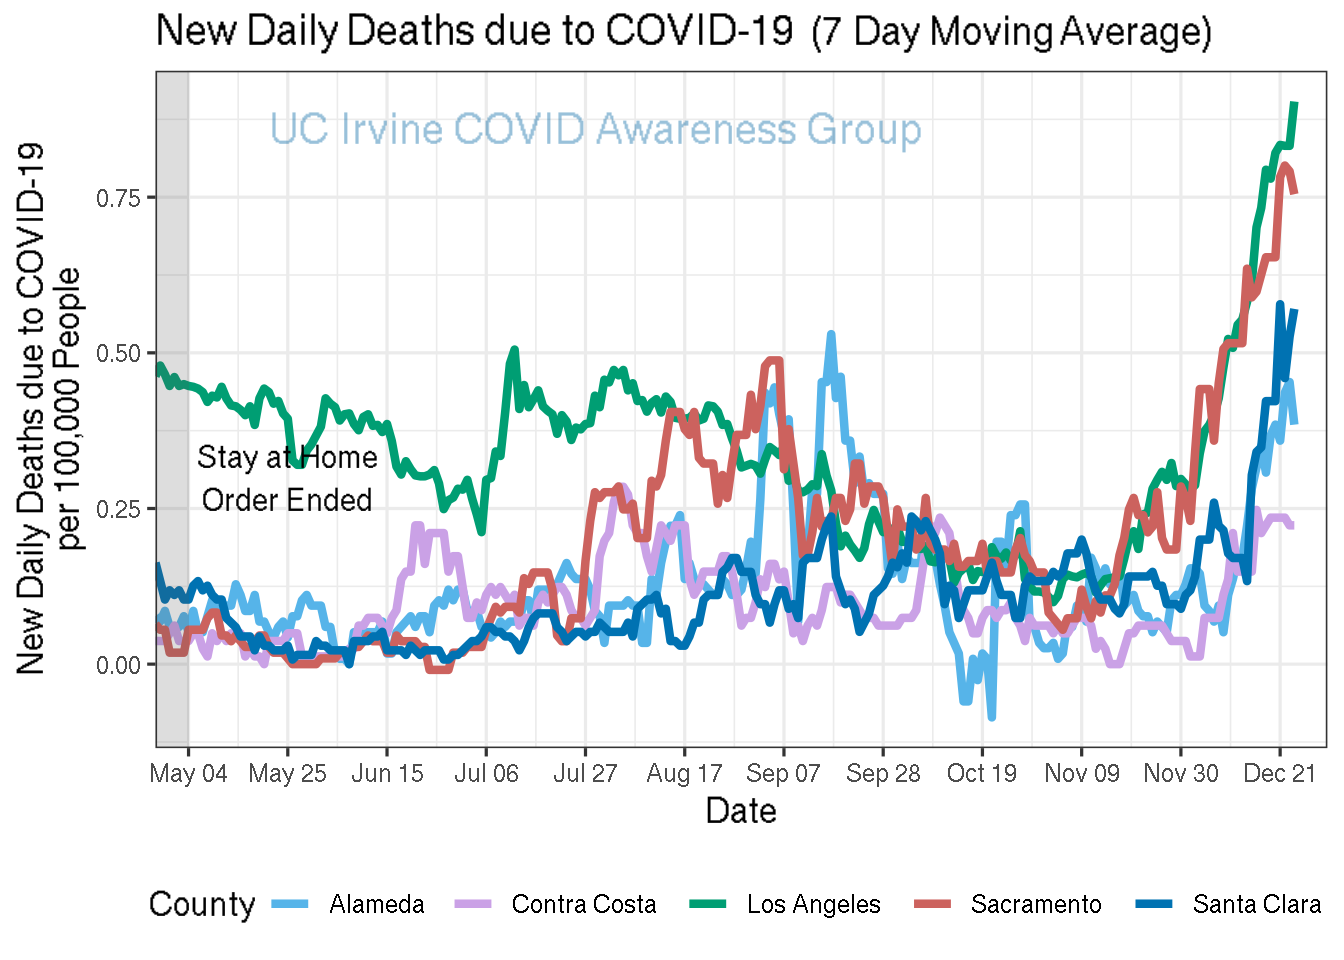 New Daily Deaths due to COVID-19 (7 Day Moving Average)
UC Irvine COVID Awareness Group
New Daily Deaths due to COVID-19
per 100,000 People
0.75
0.50
0.25
0.00
Stay at Home
Order Ended
May 04 May 25 Jun 15 Jul 06 Jul 27 Aug 17 Sep 07 Sep 28 Oct 19 Nov 09 Nov 30 Dec 21
Date
County Alameda Contra Costa Los Angeles Sacramento Santa Clara